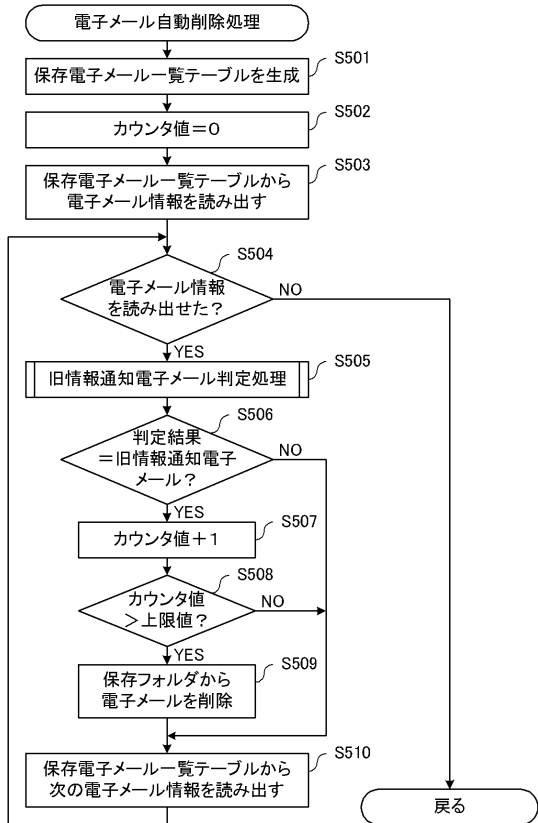 電子メール自動削除処理
保存電子メール一覧テーブルを生成
S501
カウンタ値=0
S502
保存電子メール一覧テーブルから
電子メール情報を読み出す
S503
電子メール情報
を読み出せた?
S504
NO
YES
旧情報通知電子メール判定処理
S505
判定結果
=旧情報通知電子
メール?
S506
NO
YES
カウンタ値+1
S507
カウンタ値
>上限値?
S508
NO
YES
保存フォルダから
電子メールを削除
S509
保存電子メール一覧テーブルから
次の電子メール情報を読み出す
S510
戻る